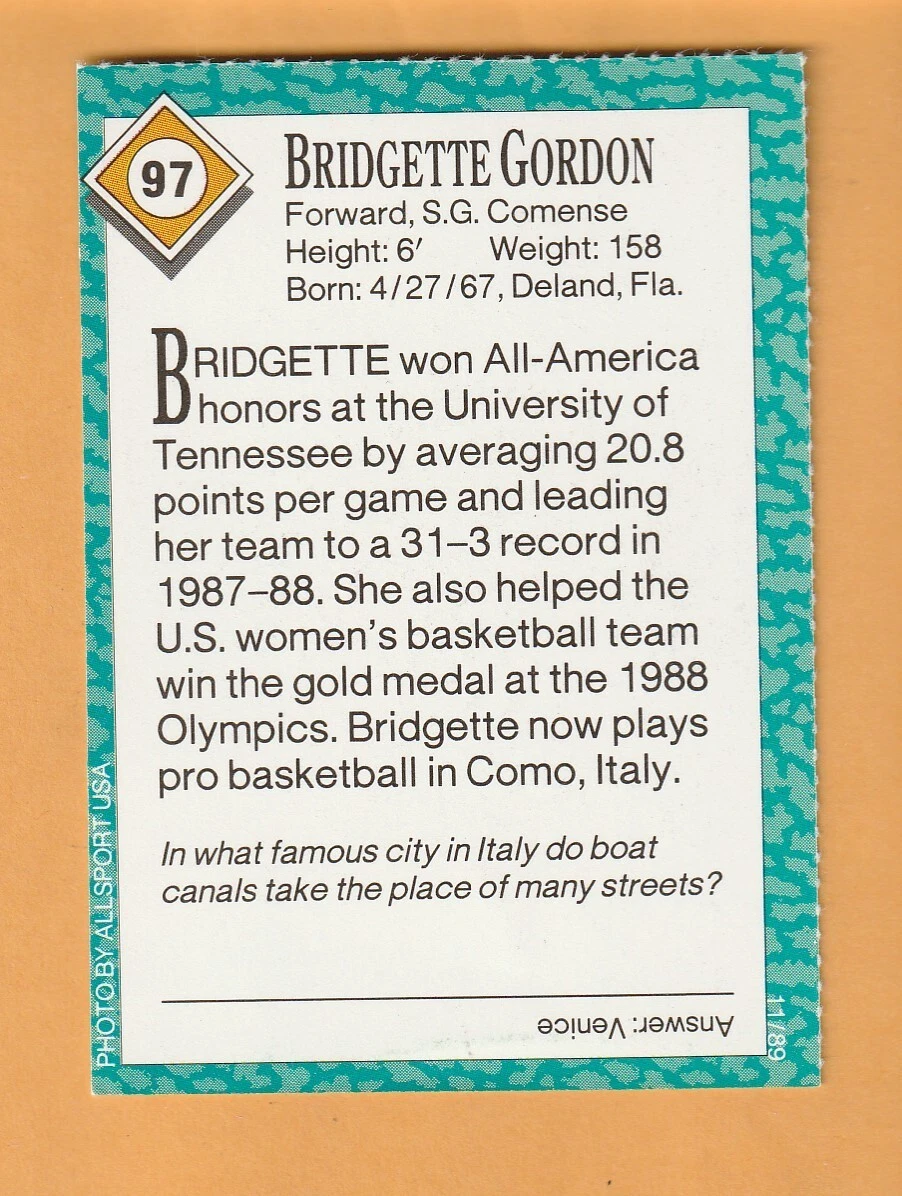 97
BRIDGETTE GORDON
Forward, S.G. Comense
Height: 6′ Weight: 158
Born: 4/27/67, Deland, Fla.
BRIDGETTE won All-America
honors at the University of
Tennessee by averaging 20.8
points per game and leading
her team to a 31–3 record in
1987–88. She also helped the
U.S. women's basketball team
win the gold medal at the 1988
Olympics. Bridgette now plays
pro basketball in Como, Italy.
In what famous city in Italy do boat
canals take the place of many streets?
Answer: Venice
PHOTO BY ALLSPORT USA
11/89